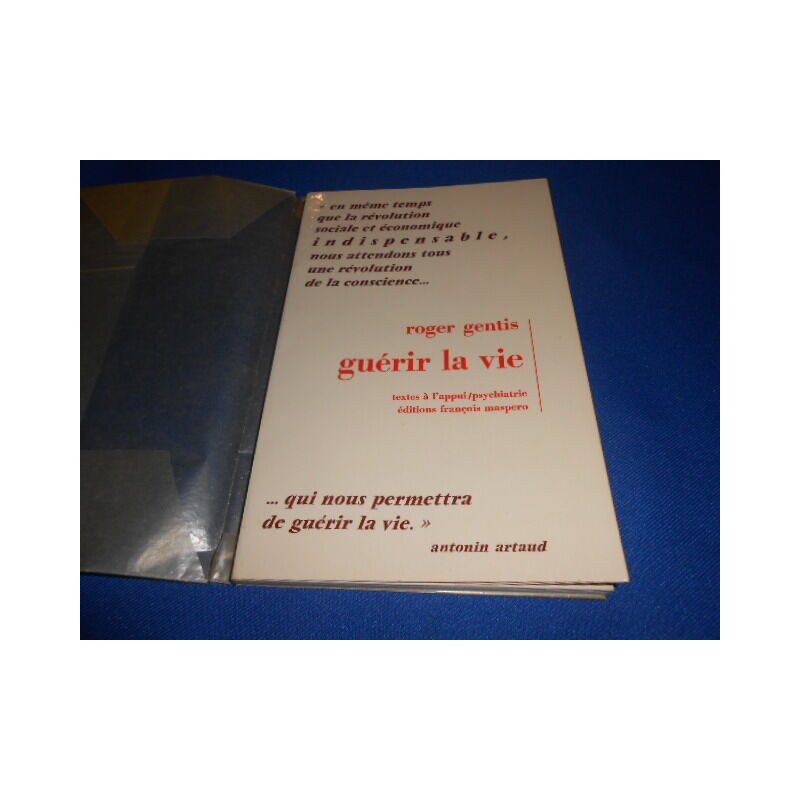 « en même temps
que la révolution
sociale et économique
indispensable,
nous attendons tous
une révolution
de la conscience...
roger gentis
guérir la vie
textes à l'appui/psychiatrie
éditions françois maspero
... qui nous permettra
de guérir la vie. »
antonin artaud